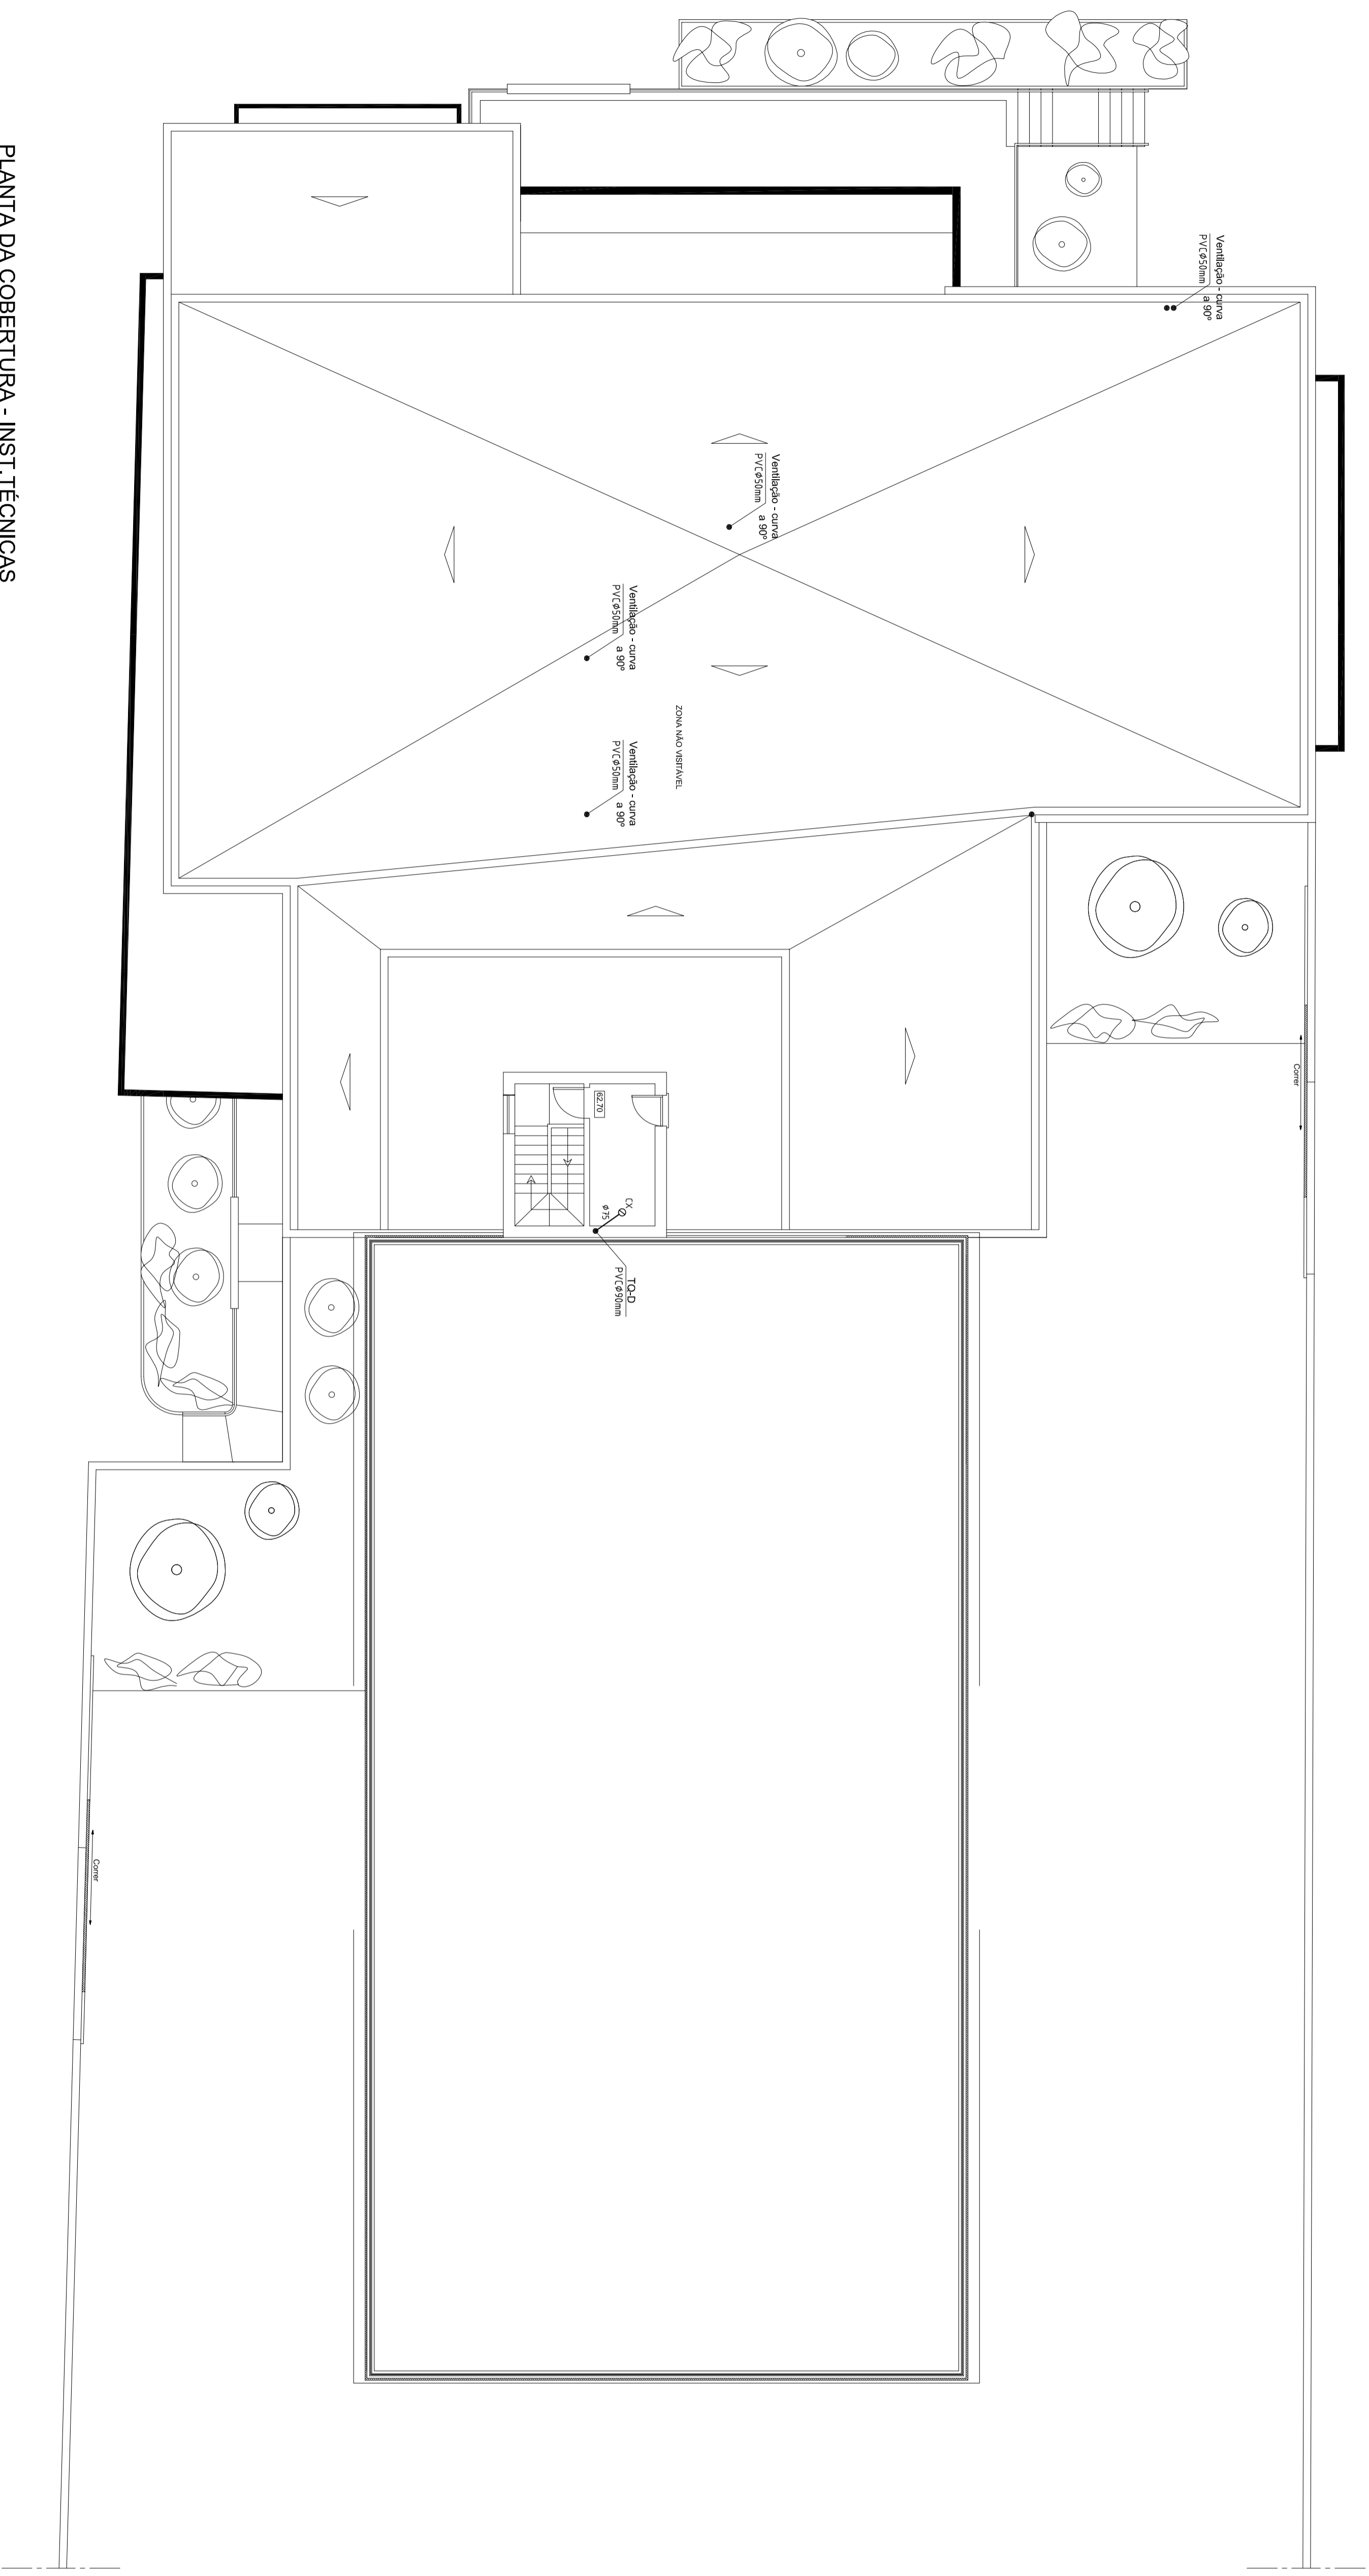 PLANTA DA COBERTURA - INST.TÉCNICAS
Ventilação - curva
PVCø50mm a 90º
Ventilação - curva
PVCø50mm a 90º
Ventilação - curva
PVCø50mm a 90º
ZONA NÃO VISITÁVEL
Ventilação - curva
PVCø50mm a 90º
Correr
62.70
CX
ø75
TQ-D
PVCø90mm
Correr